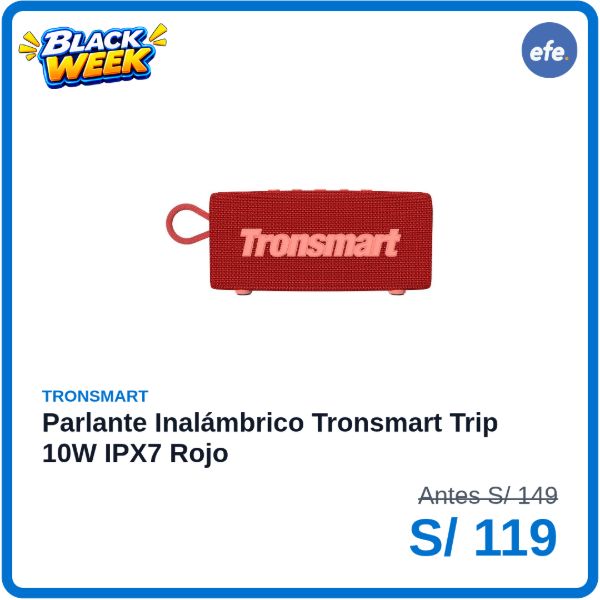 BLACK
WEEK
efe.
Tronsmart
TRONSMART
Parlante Inalámbrico Tronsmart Trip
10W IPX7 Rojo
Antes S/ 149
S/ 119